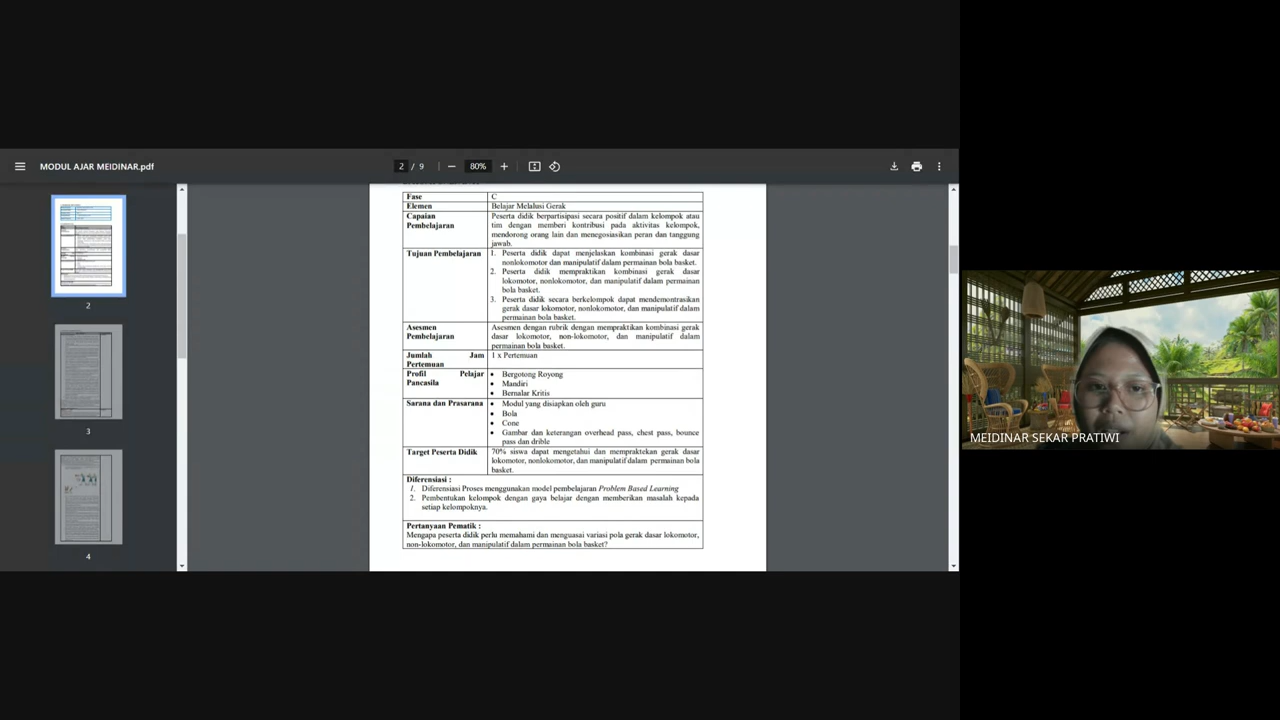 MODUL AJAR MEIDINAR.pdf
2 / 9
80%
Fase
C
Elemen
Belajar Melalusi Gerak
Capaian
Pembelajaran
Peserta didik berpartisipasi secara positif dalam kelompok atau
tim dengan memberi kontribusi pada aktivitas kelompok,
mendorong orang lain dan menegosiasikan peran dan tanggung
jawab.
Tujuan Pembelajaran
1. Peserta didik dapat menjelaskan kombinasi gerak dasar
nonlokomotor dan manipulatif dalam permainan bola basket.
2. Peserta didik mempraktikan kombinasi gerak dasar
lokomotor, nonlokomotor, dan manipulatif dalam permainan
bola basket.
3. Peserta didik secara berkelompok dapat mendemontrasikan
gerak dasar lokomotor, nonlokomotor, dan manipulatif dalam
permainan bola basket.
Asesmen
Pembelajaran
Asesmen dengan rubrik dengan mempraktikan kombinasi gerak
dasar lokomotor, non-lokomotor, dan manipulatif dalam
permainan bola basket.
Jumlah Jam
Pertemuan
1 x Pertemuan
Profil Pelajar
Pancasila
• Bergotong Royong
• Mandiri
• Bernalar Kritis
Sarana dan Prasarana
• Modul yang disiapkan oleh guru
• Bola
• Cone
• Gambar dan keterangan overhead pass, chest pass, bounce
pass dan drible
Target Peserta Didik
70% siswa dapat mengetahui dan mempraktekan gerak dasar
lokomotor, nonlokomotor, dan manipulatif dalam permainan bola
basket.
Diferensiasi :
1. Diferensiasi Proses menggunakan model pembelajaran Problem Based Learning
2. Pembentukan kelompok dengan gaya belajar dengan memberikan masalah kepada
setiap kelompoknya.
Pertanyaan Pematik :
Mengapa peserta didik perlu memahami dan menguasai variasi pola gerak dasar lokomotor,
non-lokomotor, dan manipulatif dalam permainan bola basket?
2
3
4
MEIDINAR SEKAR PRATIWI